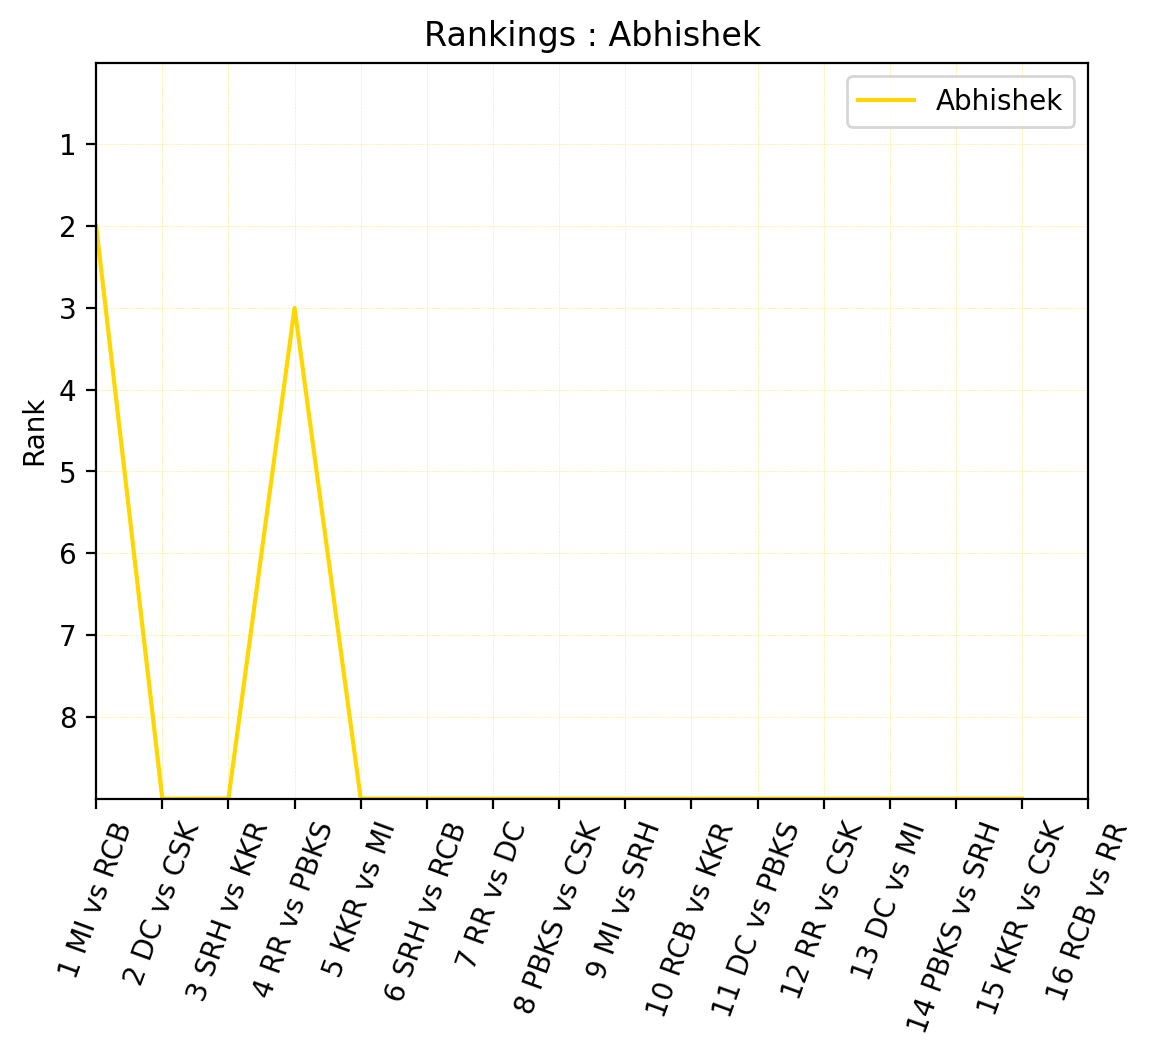 Rankings : Abhishek
Abhishek
Rank
1
2
3
4
5
6
7
8
1 MI vs RCB
2 DC vs CSK
3 SRH vs KKR
4 RR vs PBKS
5 KKR vs MI
6 SRH vs RCB
7 RR vs DC
8 PBKS vs CSK
9 MI vs SRH
10 RCB vs KKR
11 DC vs PBKS
12 RR vs CSK
13 DC vs MI
14 PBKS vs SRH
15 KKR vs CSK
16 RCB vs RR